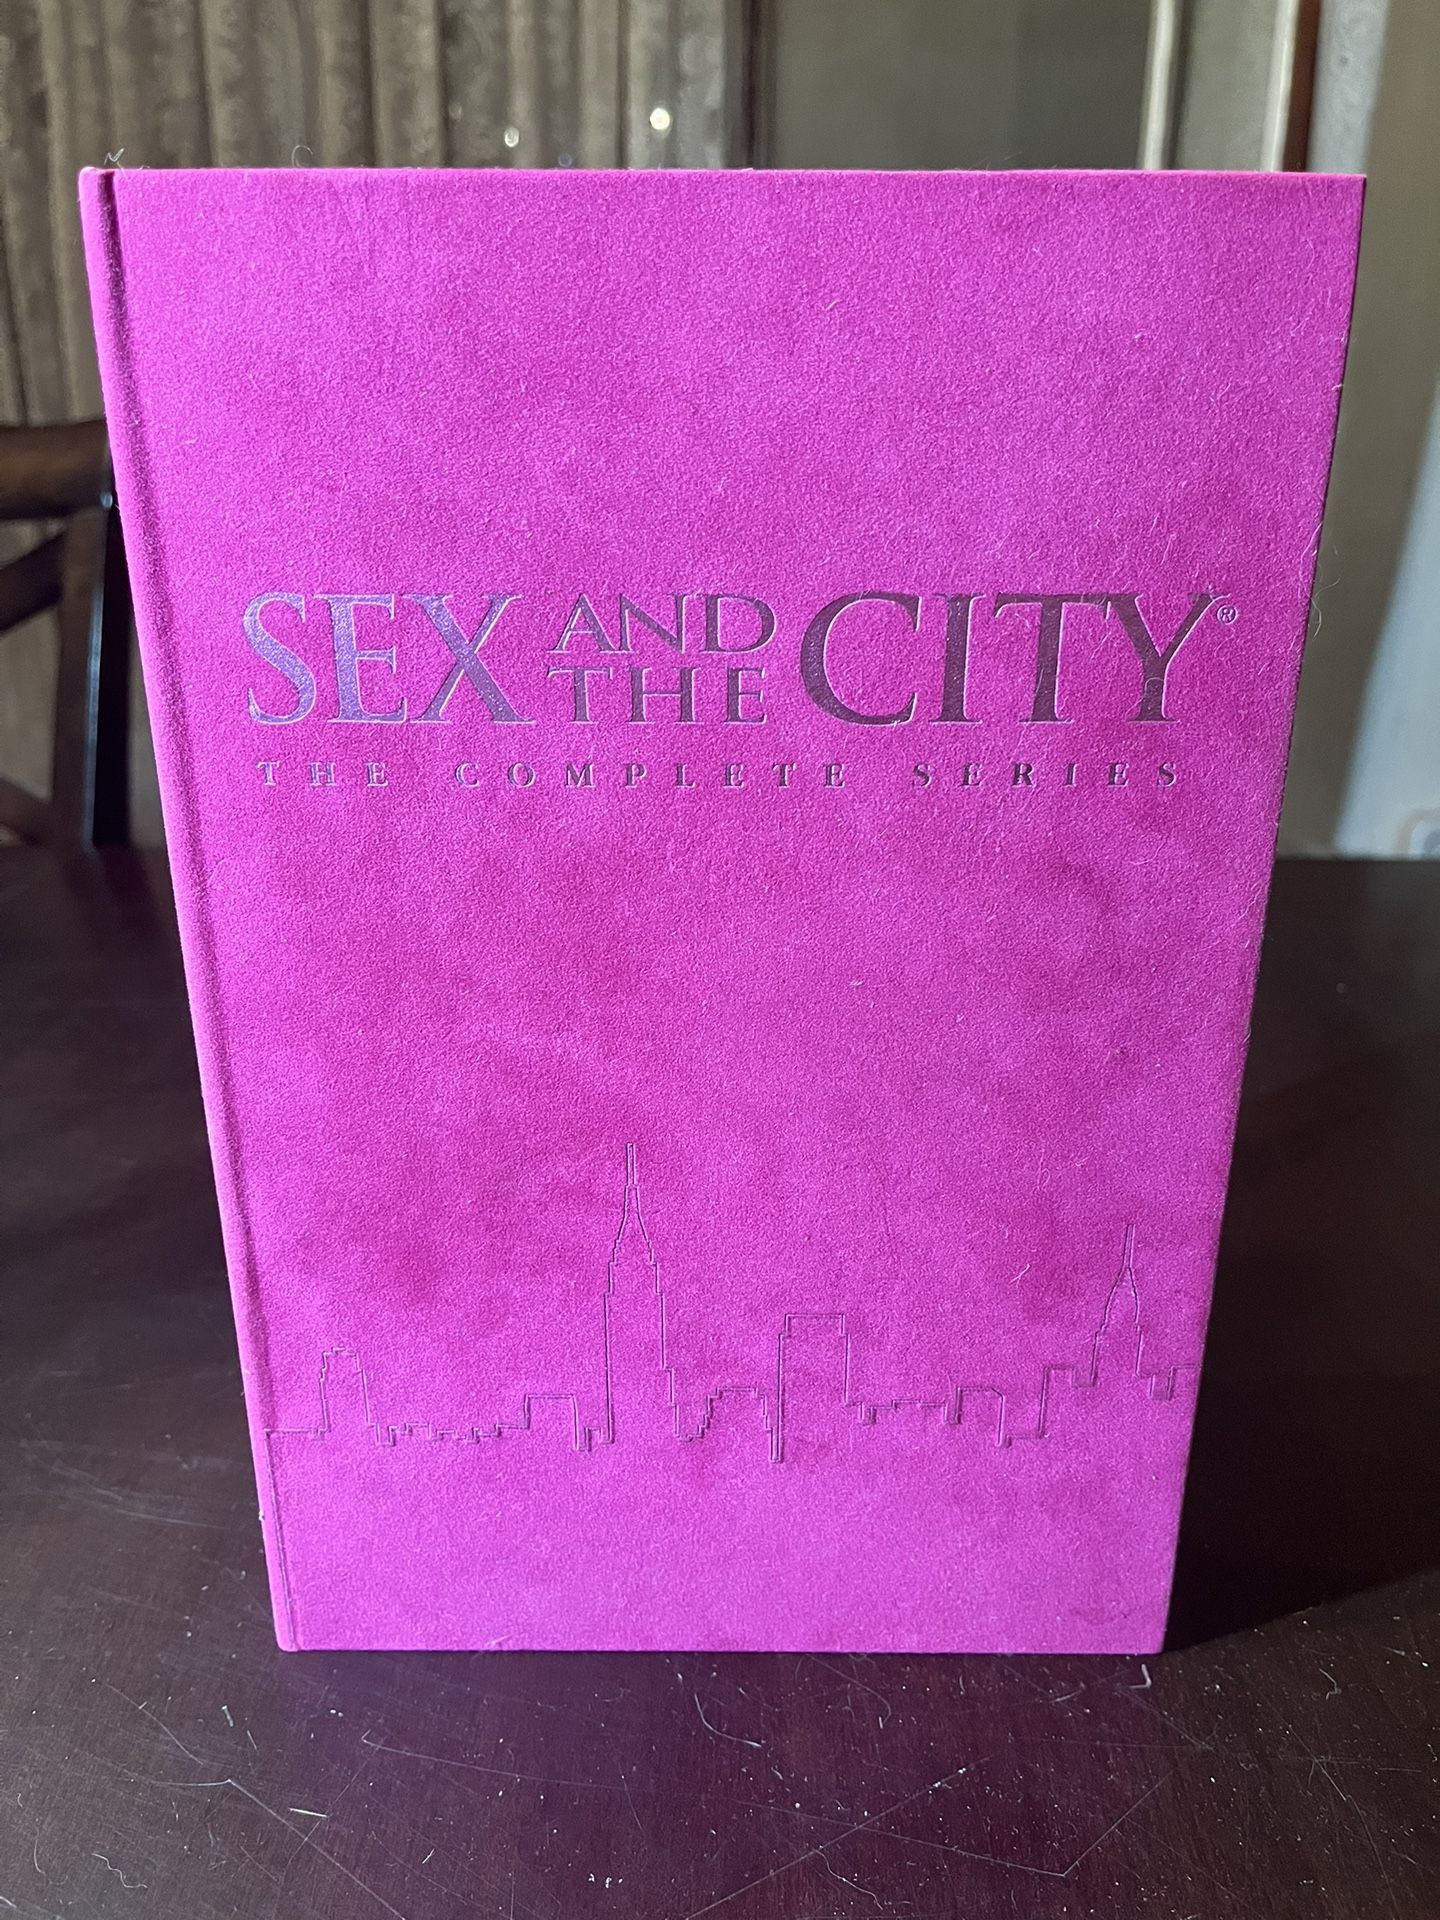 SEX AND THE CITY®
THE COMPLETE SERIES